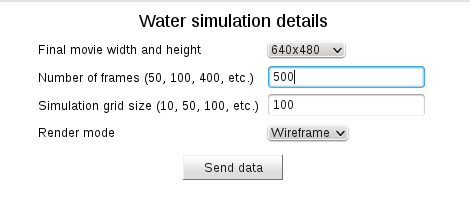 Water simulation details
Final movie width and height 640x480
Number of frames (50, 100, 400, etc.) 500
Simulation grid size (10, 50, 100, etc.) 100
Render mode Wireframe
Send data